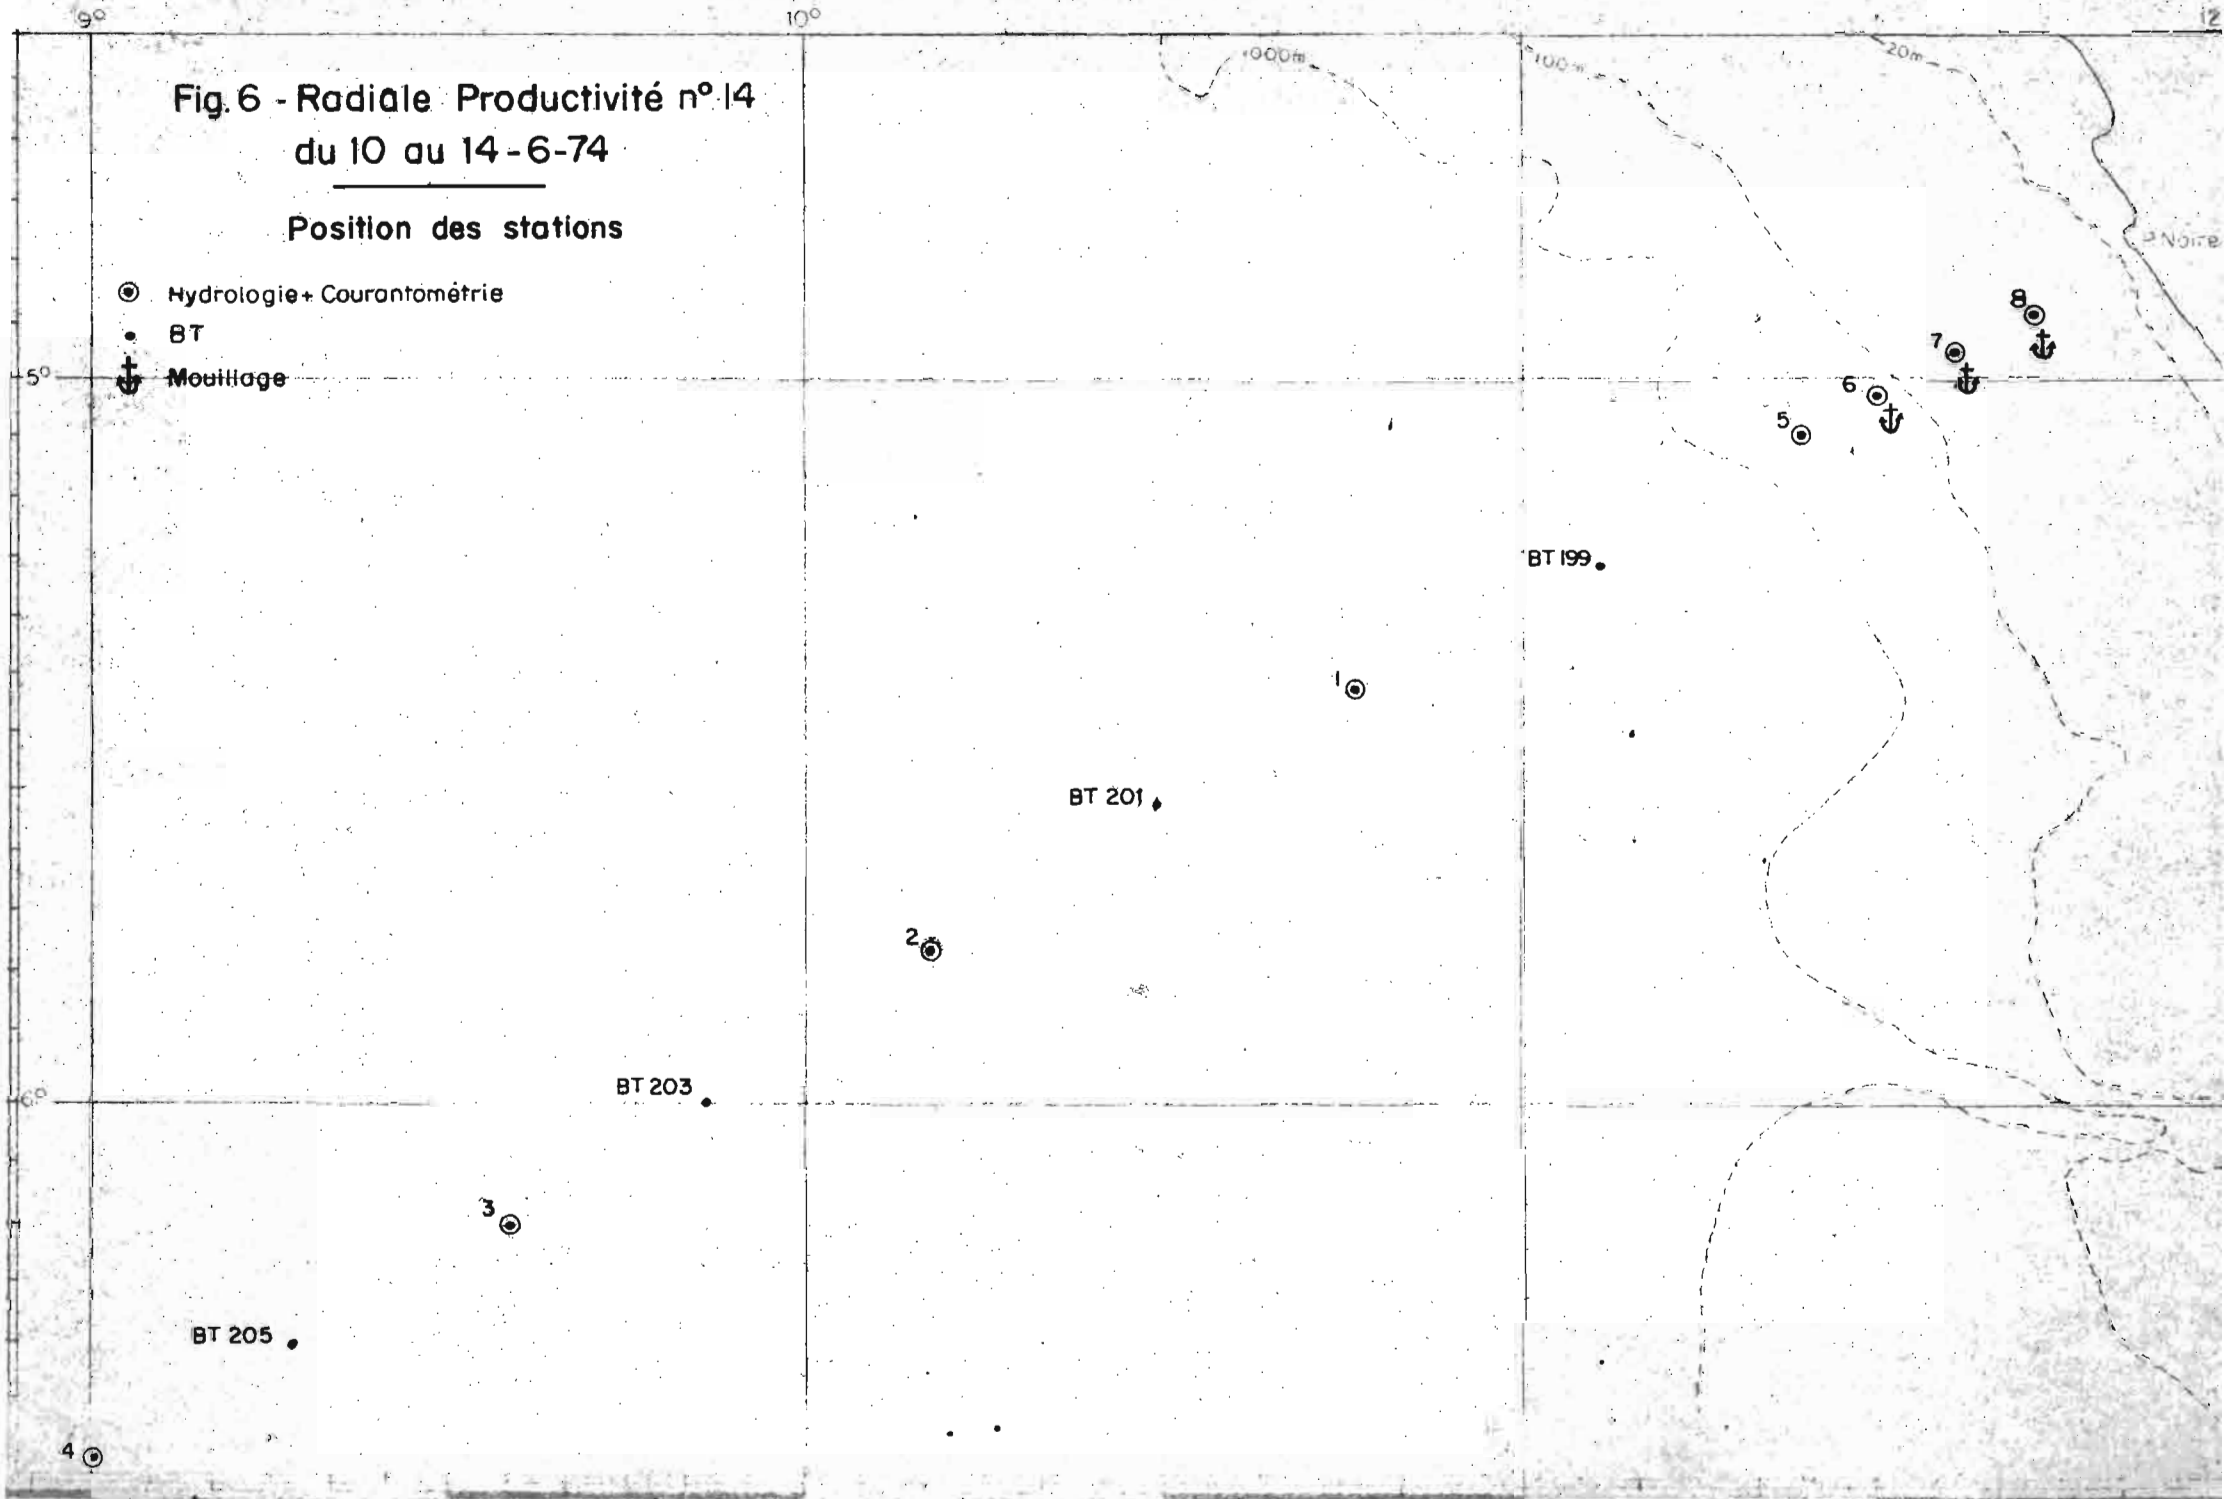 9°
10°
12
Fig. 6 - Radiale Productivité n° 14
du 10 au 14-6-74
Position des stations
Hydrologie + Courantométrie
BT
Mouillage
000m
100m
20m
P. Noire
5°
8
7
6
5
BT 199
1
BT 201
2
6°
BT 203
3
BT 205
4